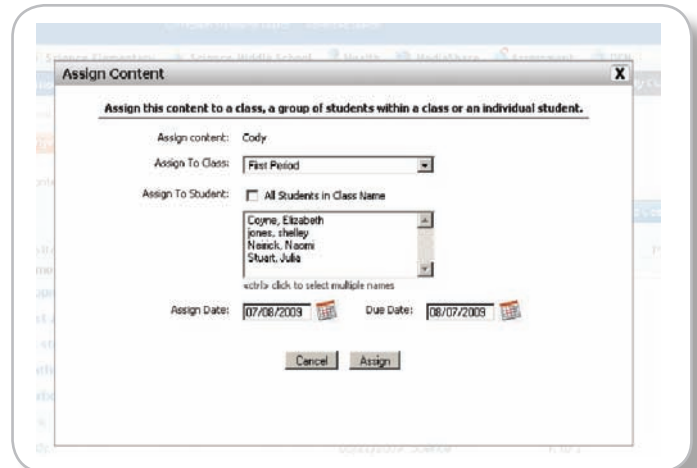 Science Elementary Science Middle School Health MediaShare Assessment DEN
Assign Content X
Assign this content to a class, a group of students within a class or an individual student.
Assign content: Cody
Assign To Class: First Period
Assign To Student: All Students in Class Name
Coyne, Elizabeth
jones, shelley
Neirick, Naomi
Stuart, Julia
<ctrl> click to select multiple names
Assign Date: 07/08/2009 Due Date: 08/07/2009
Cancel Assign